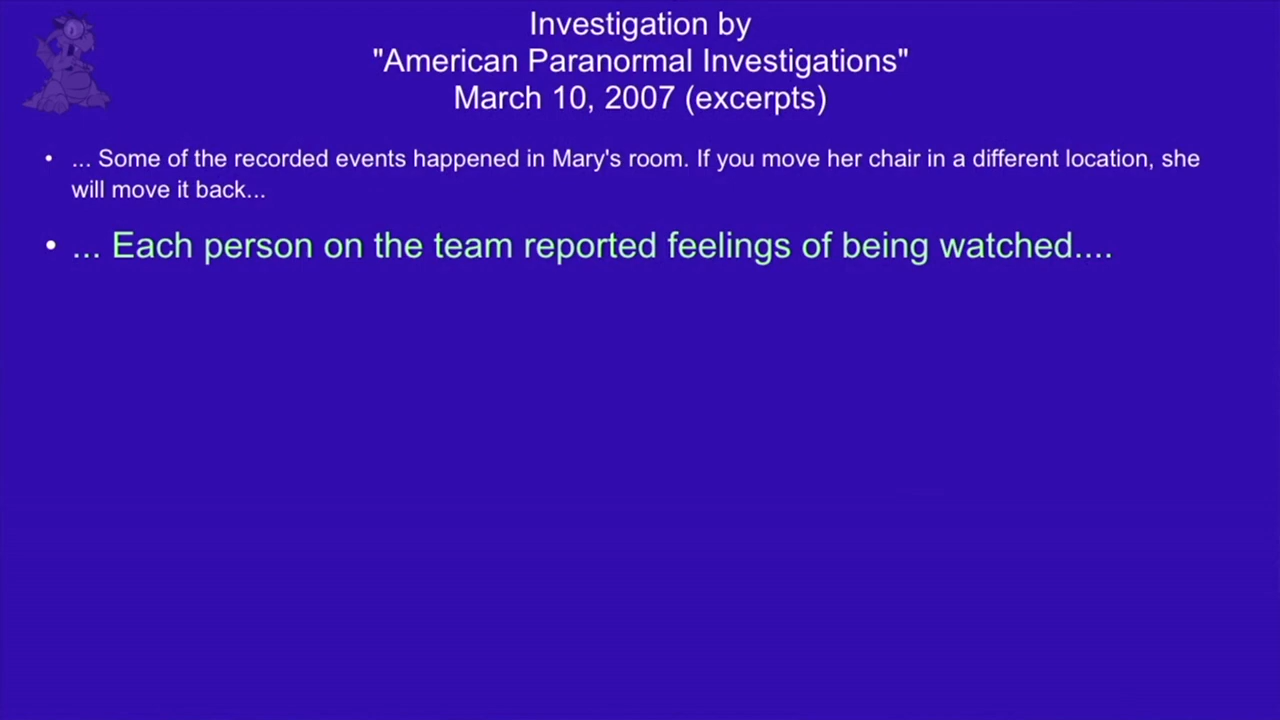 Investigation by
"American Paranormal Investigations"
March 10, 2007 (excerpts)
• ... Some of the recorded events happened in Mary's room. If you move her chair in a different location, she
will move it back...
• ... Each person on the team reported feelings of being watched....